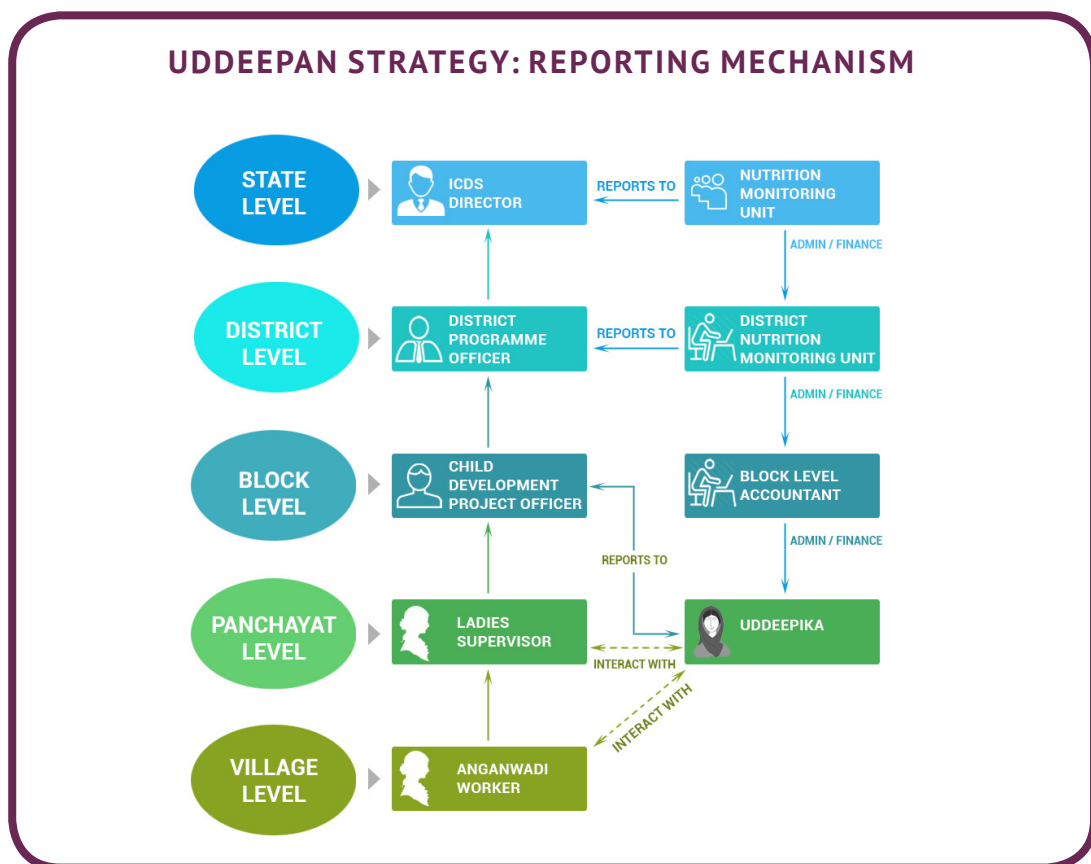 UDDEEPAN STRATEGY: REPORTING MECHANISM
STATE
LEVEL
ICDS
DIRECTOR
REPORTS TO
NUTRITION
MONITORING
UNIT
ADMIN / FINANCE
DISTRICT
LEVEL
DISTRICT
PROGRAMME
OFFICER
REPORTS TO
DISTRICT
NUTRITION
MONITORING UNIT
ADMIN / FINANCE
BLOCK
LEVEL
CHILD
DEVELOPMENT
PROJECT OFFICER
BLOCK LEVEL
ACCOUNTANT
ADMIN / FINANCE
REPORTS TO
PANCHAYAT
LEVEL
LADIES
SUPERVISOR
INTERACT WITH
UDDEEPIKA
INTERACT WITH
VILLAGE
LEVEL
ANGANWADI
WORKER